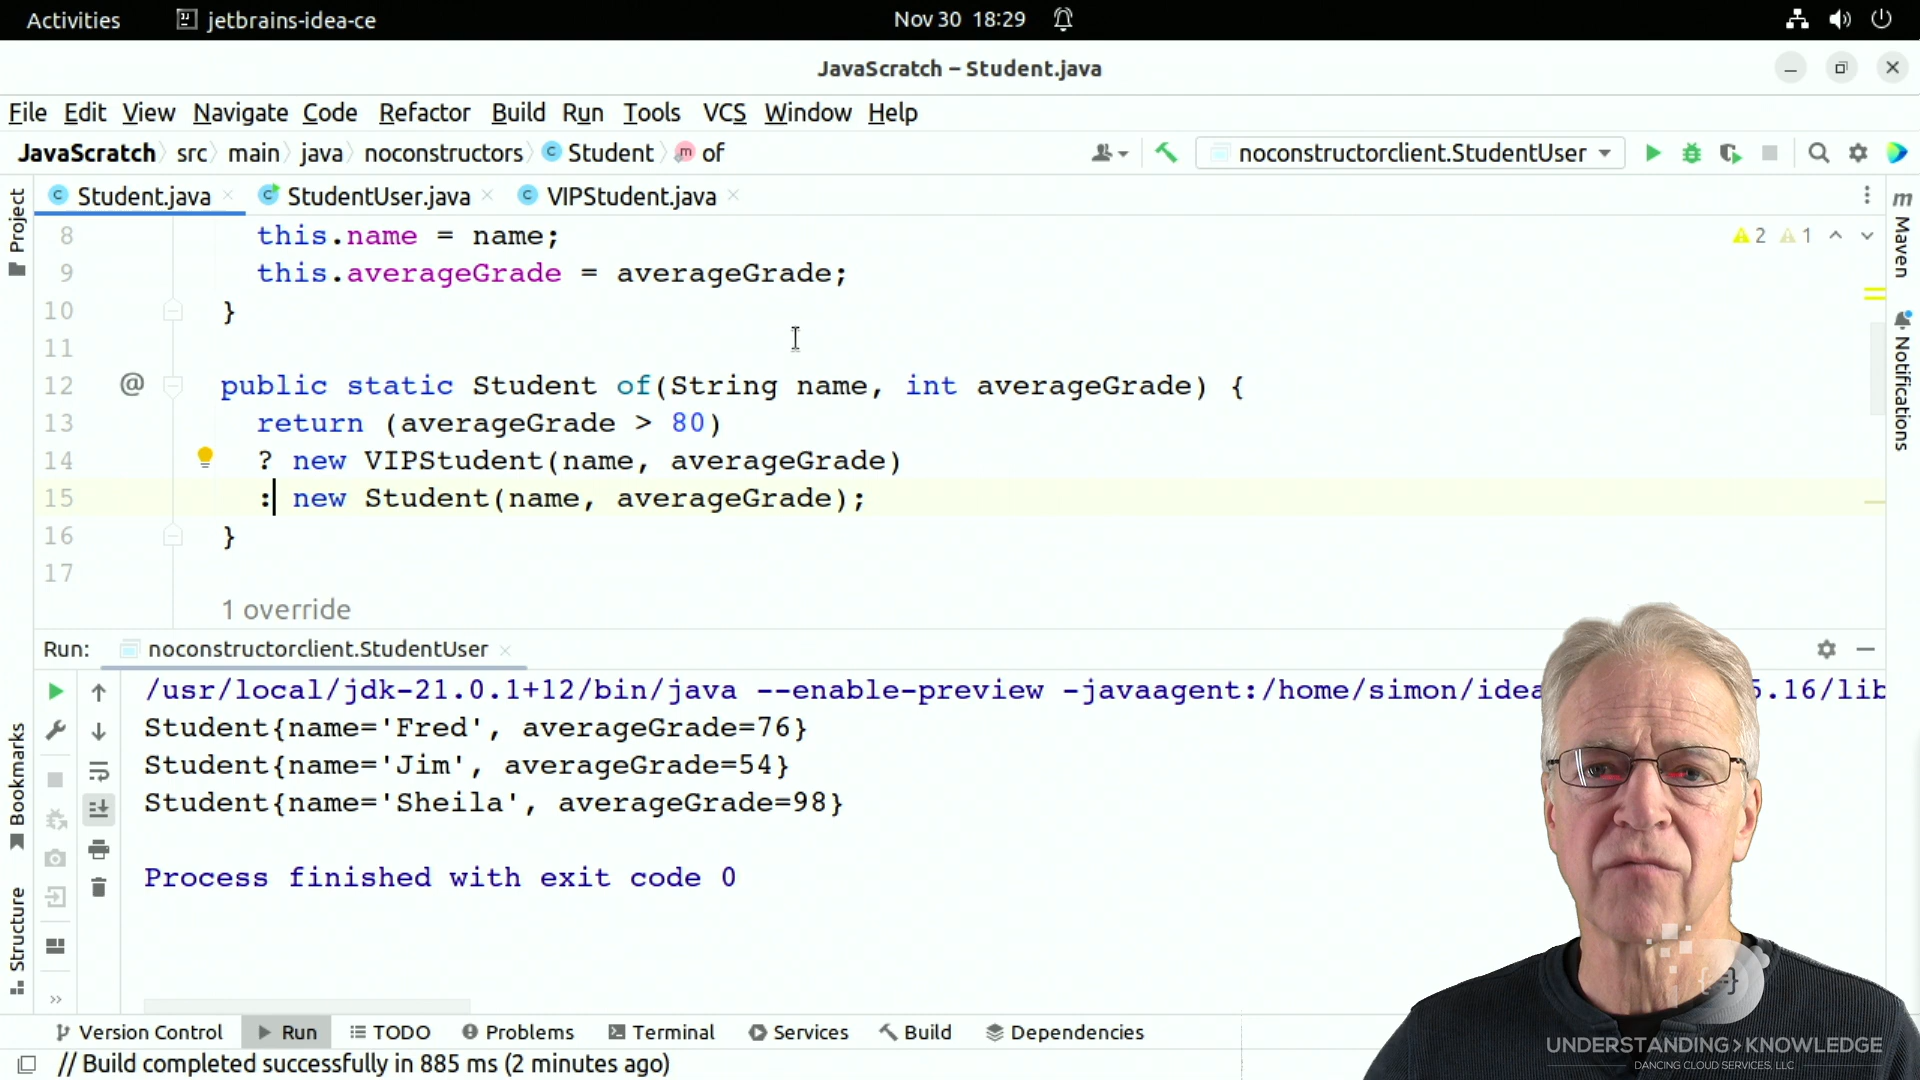 Activities jetbrains-idea-ce Nov 30 18:29
JavaScratch – Student.java
File Edit View Navigate Code Refactor Build Run Tools VCS Window Help
JavaScratch src main java noconstructors C Student m of noconstructorclient.StudentUser
Project C Student.java C StudentUser.java C VIPStudent.java m Maven
8 this.name = name; 2 1
9 this.averageGrade = averageGrade;
10 }
11
12 @ public static Student of(String name, int averageGrade) {
13 return (averageGrade > 80)
14 ? new VIPStudent(name, averageGrade)
15 : new Student(name, averageGrade);
16 }
17
1 override
Notifications
Run: noconstructorclient.StudentUser
/usr/local/jdk-21.0.1+12/bin/java --enable-preview -javaagent:/home/simon/idea 5.16/lib
Student{name='Fred', averageGrade=76}
Student{name='Jim', averageGrade=54}
Student{name='Sheila', averageGrade=98}
Process finished with exit code 0
Bookmarks
Structure
Version Control Run TODO Problems Terminal Services Build Dependencies
// Build completed successfully in 885 ms (2 minutes ago)
UNDERSTANDING>KNOWLEDGE
DANCING CLOUD SERVICES, LLC